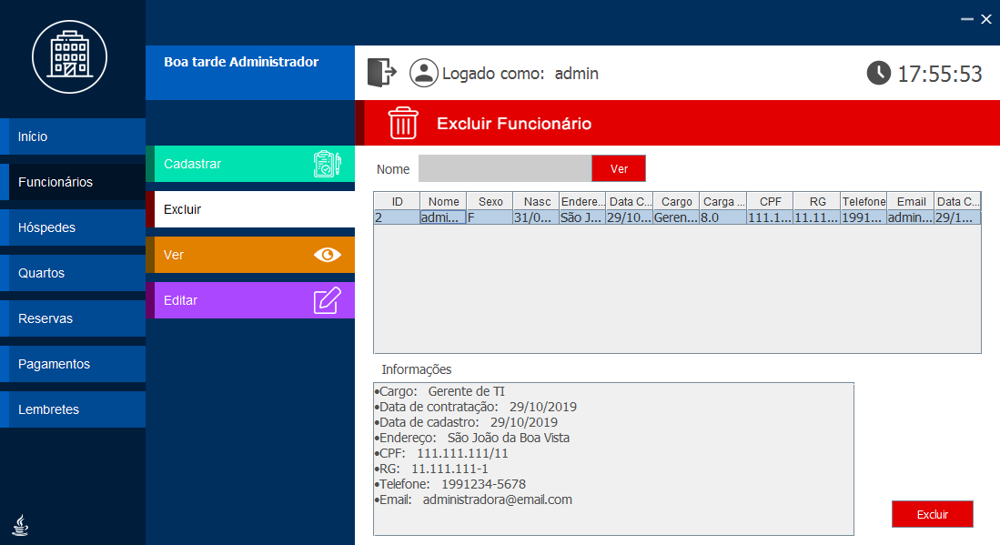 Boa tarde Administrador
Logado como: admin
17:55:53
Início
Funcionários
Hóspedes
Quartos
Reservas
Pagamentos
Lembretes
Cadastrar
Excluir
Ver
Editar
Excluir Funcionário
Nome
Ver
ID Nome Sexo Nasc Endere... Data C... Cargo Carga ... CPF RG Telefone Email Data C...
2 admi... F 31/0... São J... 29/10... Geren... 8.0 111.1... 11.11... 1991... admin... 29/1...
Informações
•Cargo: Gerente de TI
•Data de contratação: 29/10/2019
•Data de cadastro: 29/10/2019
•Endereço: São João da Boa Vista
•CPF: 111.111.111/11
•RG: 11.111.111-1
•Telefone: 1991234-5678
•Email: administradora@email.com
Excluir